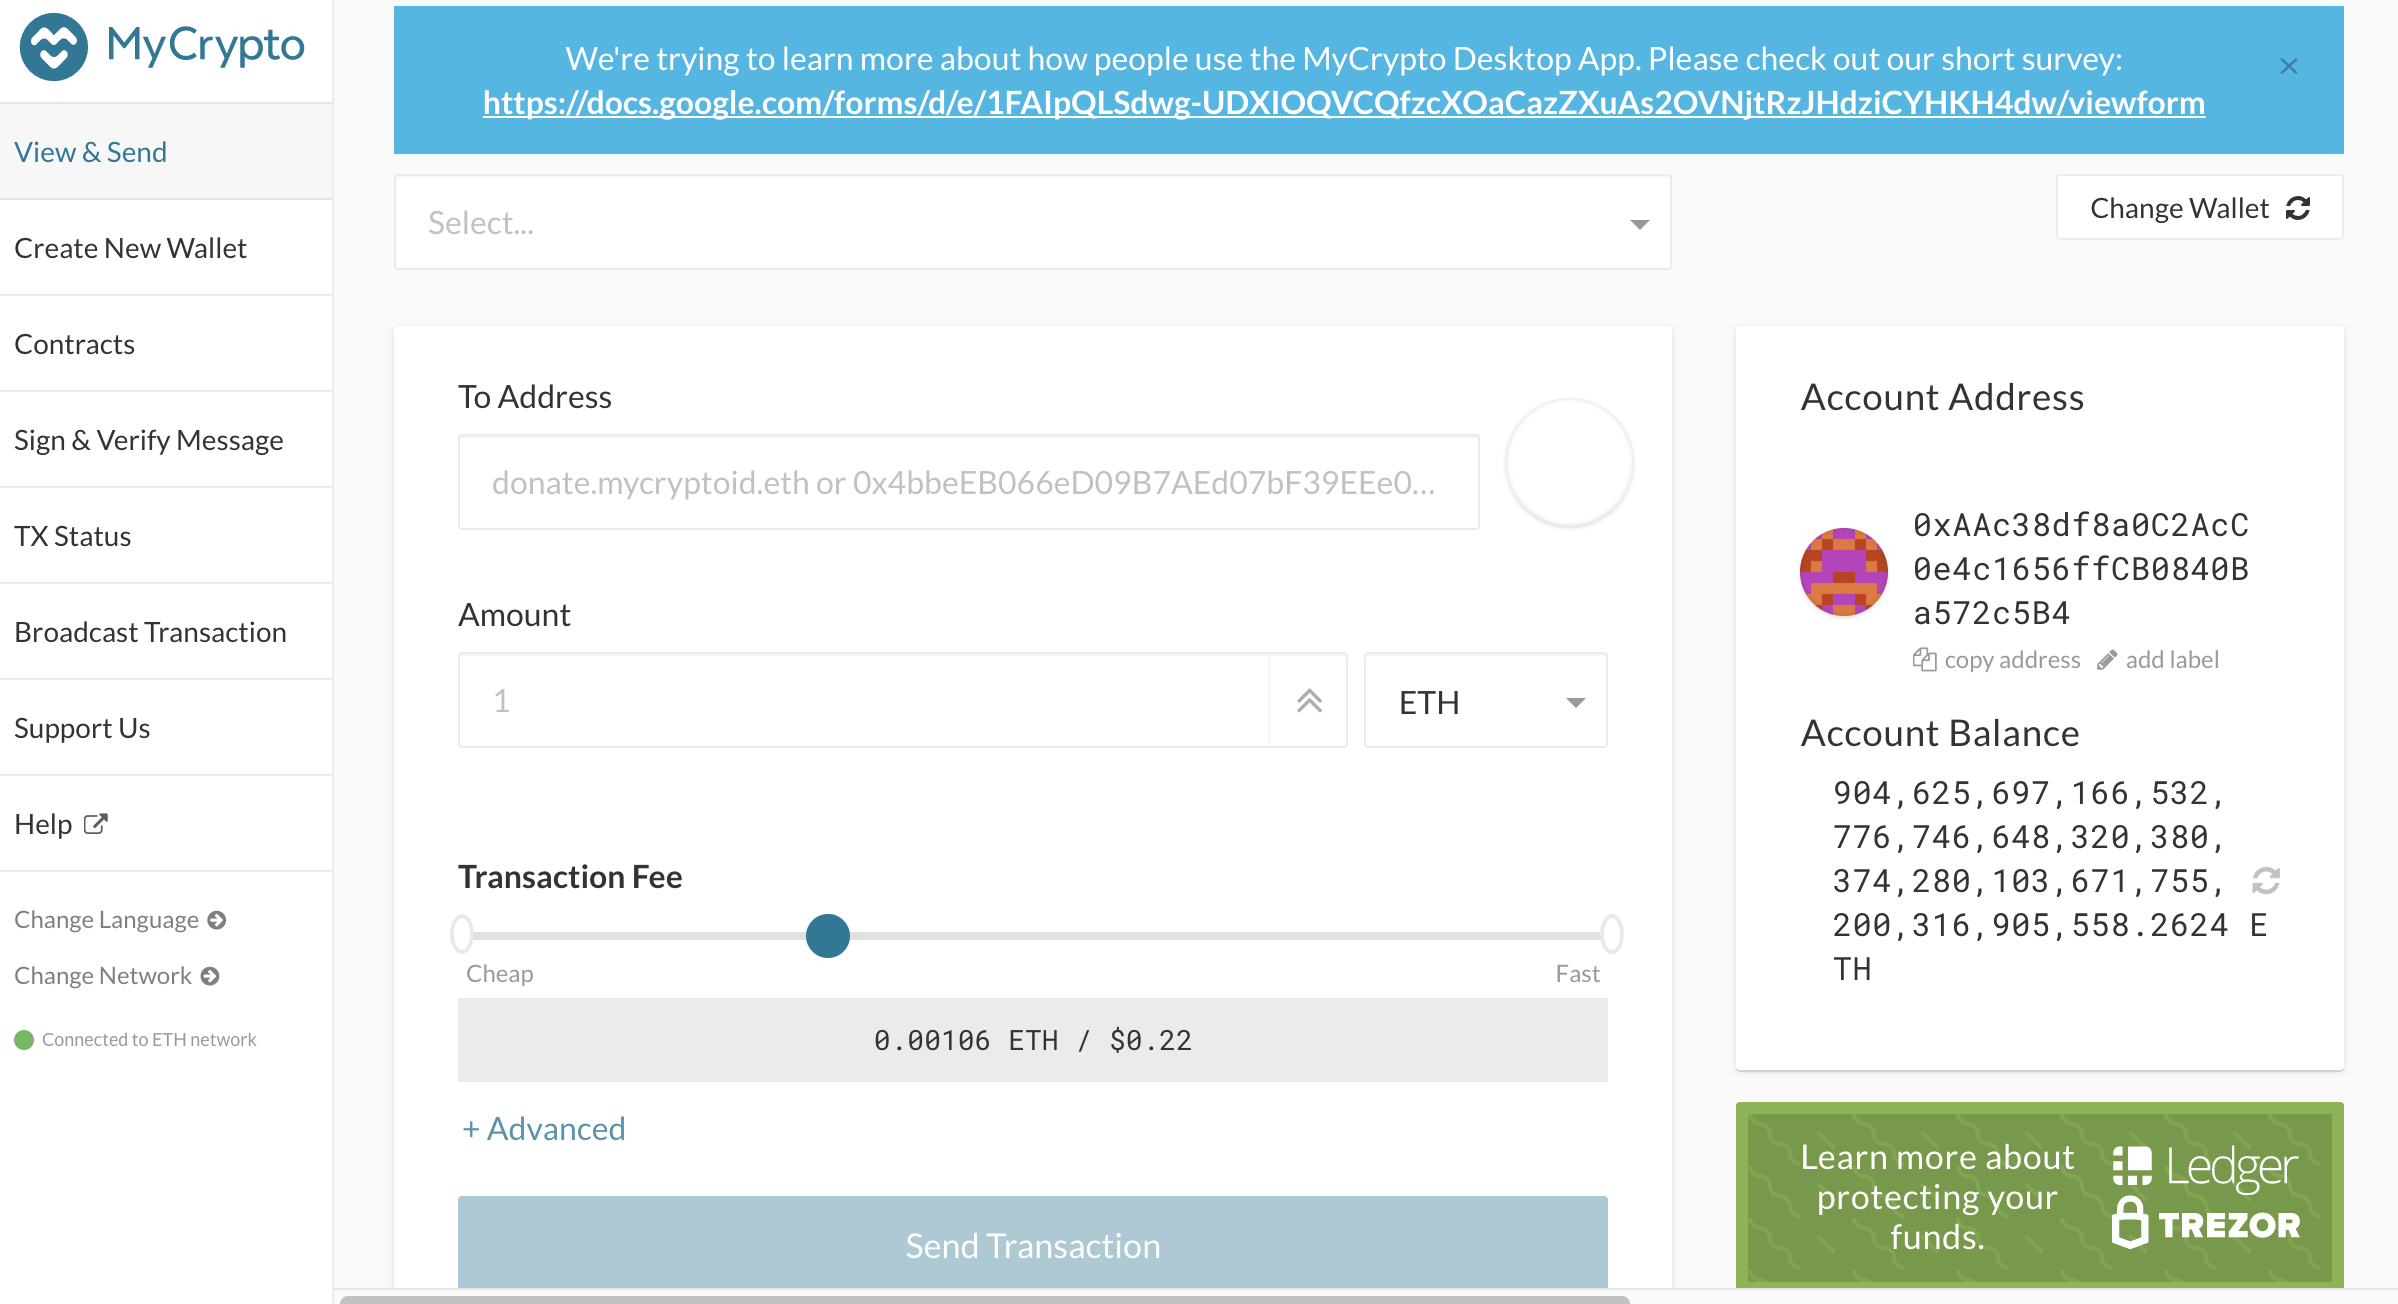 MyCrypto
We're trying to learn more about how people use the MyCrypto Desktop App. Please check out our short survey:
https://docs.google.com/forms/d/e/1FAIpQLSdwg-UDXIOQVCQfzcXOaCazZXuAs2OVNjtRzJHdziCYHKH4dw/viewform
View & Send
Create New Wallet
Contracts
Sign & Verify Message
TX Status
Broadcast Transaction
Support Us
Help
Change Language
Change Network
Connected to ETH network
Select...
Change Wallet
To Address
donate.mycryptoid.eth or 0x4bbeEB066eD09B7AEd07bF39EEe0...
Amount
1
ETH
Transaction Fee
Cheap
Fast
0.00106 ETH / $0.22
+ Advanced
Send Transaction
Account Address
0xAAc38df8a0C2AcC
0e4c1656ffCB0840B
a572c5B4
copy address
add label
Account Balance
904,625,697,166,532,
776,746,648,320,380,
374,280,103,671,755,
200,316,905,558.2624 E
TH
Learn more about
protecting your
funds.
Ledger
TREZOR